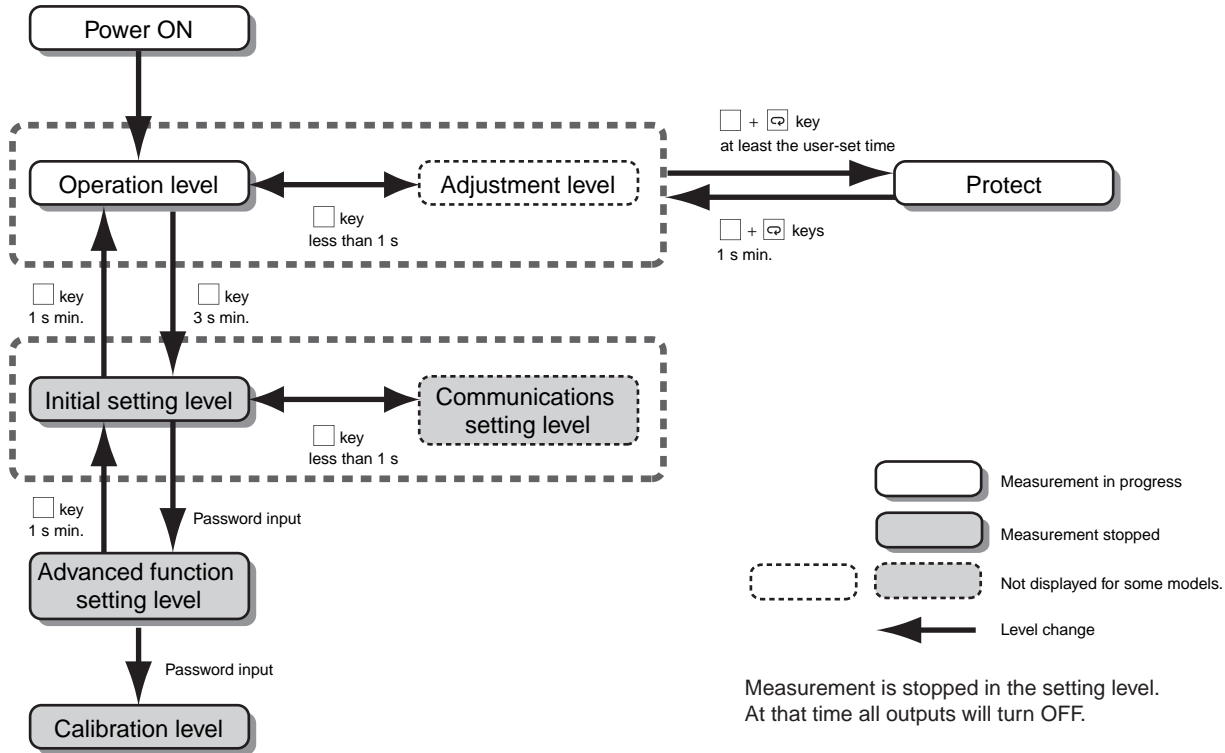 Power ON
+ key
at least the user-set time
Operation level
Adjustment level
Protect
key
less than 1 s
+ keys
1 s min.
key
1 s min.
key
3 s min.
Initial setting level
Communications
setting level
key
less than 1 s
Measurement in progress
key
1 s min.
Password input
Measurement stopped
Advanced function
setting level
Not displayed for some models.
Level change
Password input
Measurement is stopped in the setting level.
At that time all outputs will turn OFF.
Calibration level